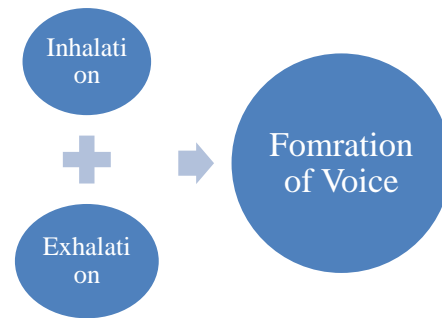 Inhalati
on
Exhalati
on
Fomration
of Voice